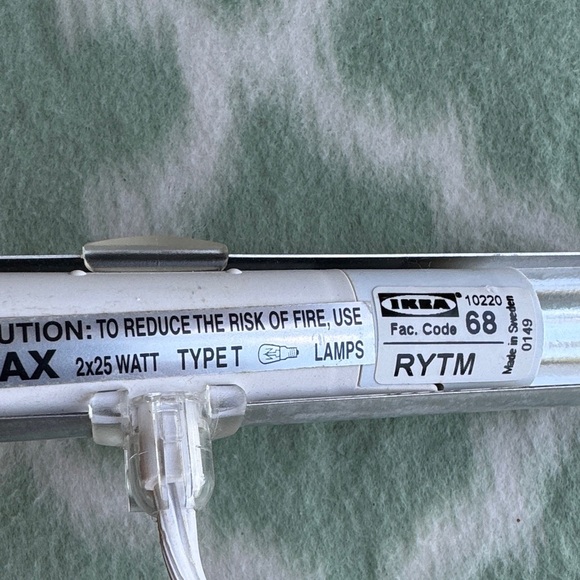 UTION: TO REDUCE THE RISK OF FIRE, USE
AX 2x25 WATT TYPE T LAMPS
IKEA 10220
Fac. Code 68
RYTM
Made in Sweden
0149